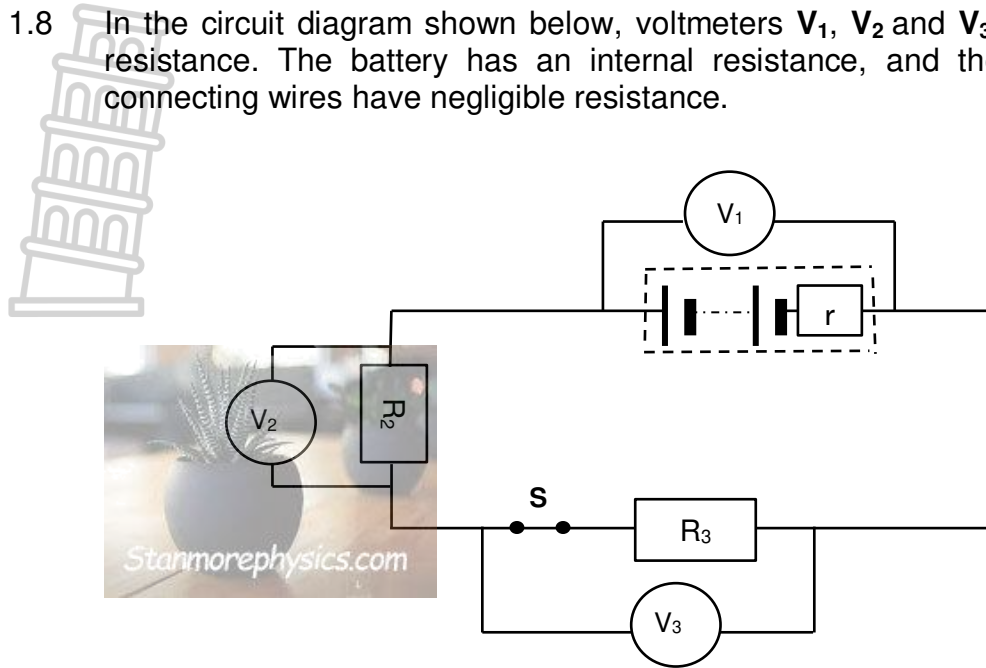 1.8 In the circuit diagram shown below, voltmeters V₁, V₂ and V₃
resistance. The battery has an internal resistance, and the
connecting wires have negligible resistance.
V₁
r
R₂
V₂
S
R₃
Stanmorephysics.com
V₃